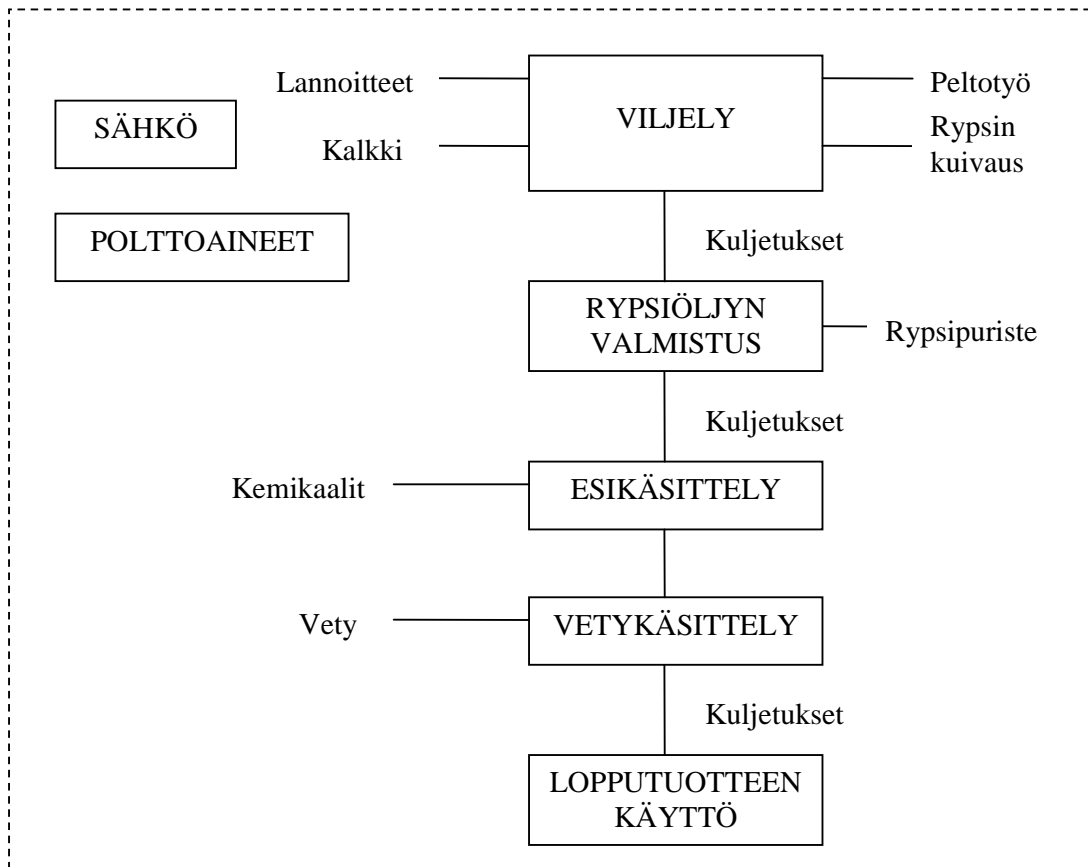 Lannoitteet
VILJELY
Peltotyö
SÄHKÖ
Kalkki
Rypsin
kuivaus
POLTTOAINEET
Kuljetukset
RYPSIÖLJYN
VALMISTUS
Rypsipuriste
Kuljetukset
Kemikaalit
ESIKÄSITTELY
Vety
VETYKÄSITTELY
Kuljetukset
LOPPUTUOTTEEN
KÄYTTÖ